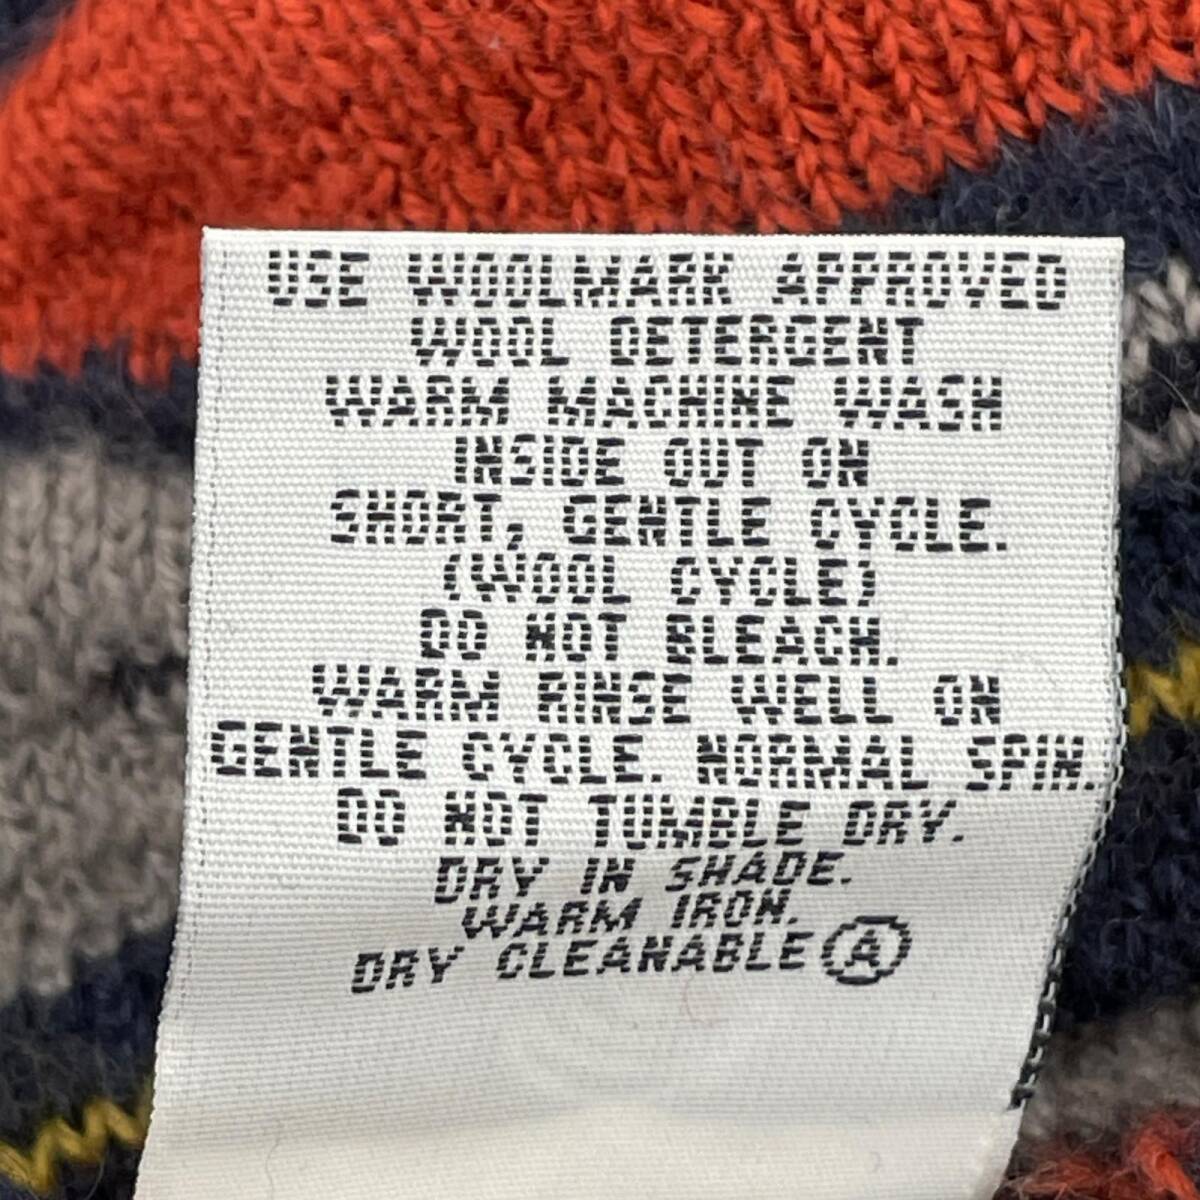 USE WOOLMARK APPROVED
WOOL DETERGENT
WARM MACHINE WASH
INSIDE OUT ON
SHORT, GENTLE CYCLE.
(WOOL CYCLE)
DO NOT BLEACH.
WARM RINSE WELL ON
GENTLE CYCLE. NORMAL SPIN.
DO NOT TUMBLE DRY.
DRY IN SHADE.
WARM IRON.
DRY CLEANABLE Ⓐ